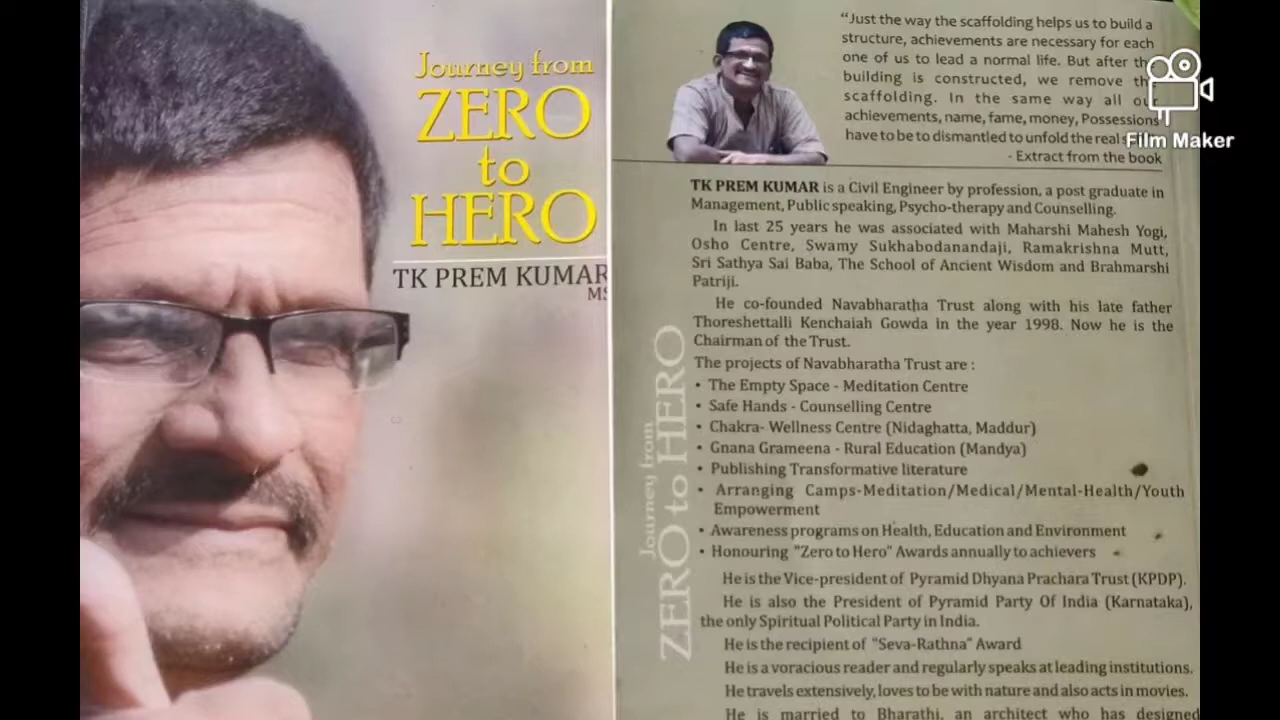 Journey from
ZERO
to
HERO
TK PREM KUMAR
MS
"Just the way the scaffolding helps us to build a
structure, achievements are necessary for each
one of us to lead a normal life. But after
building is constructed, we remove
scaffolding. In the same way all
achievements, name, fame, money, Possessions
have to be to dismantled to unfold the real
- Extract from the book
Film Maker
TK PREM KUMAR is a Civil Engineer by profession, a post graduate in
Management, Public speaking, Psycho-therapy and Counselling.
In last 25 years he was associated with Maharshi Mahesh Yogi,
Osho Centre, Swamy Sukhabodanandaji, Ramakrishna Mutt,
Sri Sathya Sai Baba, The School of Ancient Wisdom and Brahmarshi
Patriji.
He co-founded Navabharatha Trust along with his late father
Thoreshettalli Kenchaiah Gowda in the year 1998. Now he is the
Chairman of the Trust.
The projects of Navabharatha Trust are :
• The Empty Space - Meditation Centre
• Safe Hands - Counselling Centre
• Chakra- Wellness Centre (Nidaghatta, Maddur)
• Gnana Grameena - Rural Education (Mandya)
• Publishing Transformative literature
• Arranging Camps-Meditation/Medical/Mental-Health/Youth
Empowerment
• Awareness programs on Health, Education and Environment
• Honouring "Zero to Hero" Awards annually to achievers
He is the Vice-president of Pyramid Dhyana Prachara Trust (KPDP).
He is also the President of Pyramid Party Of India (Karnataka),
the only Spiritual Political Party in India.
He is the recipient of "Seva-Rathna" Award
He is a voracious reader and regularly speaks at leading institutions.
He travels extensively, loves to be with nature and also acts in movies.
He is married to Bharathi, an architect who has designed
Journey from
ZERO to HERO